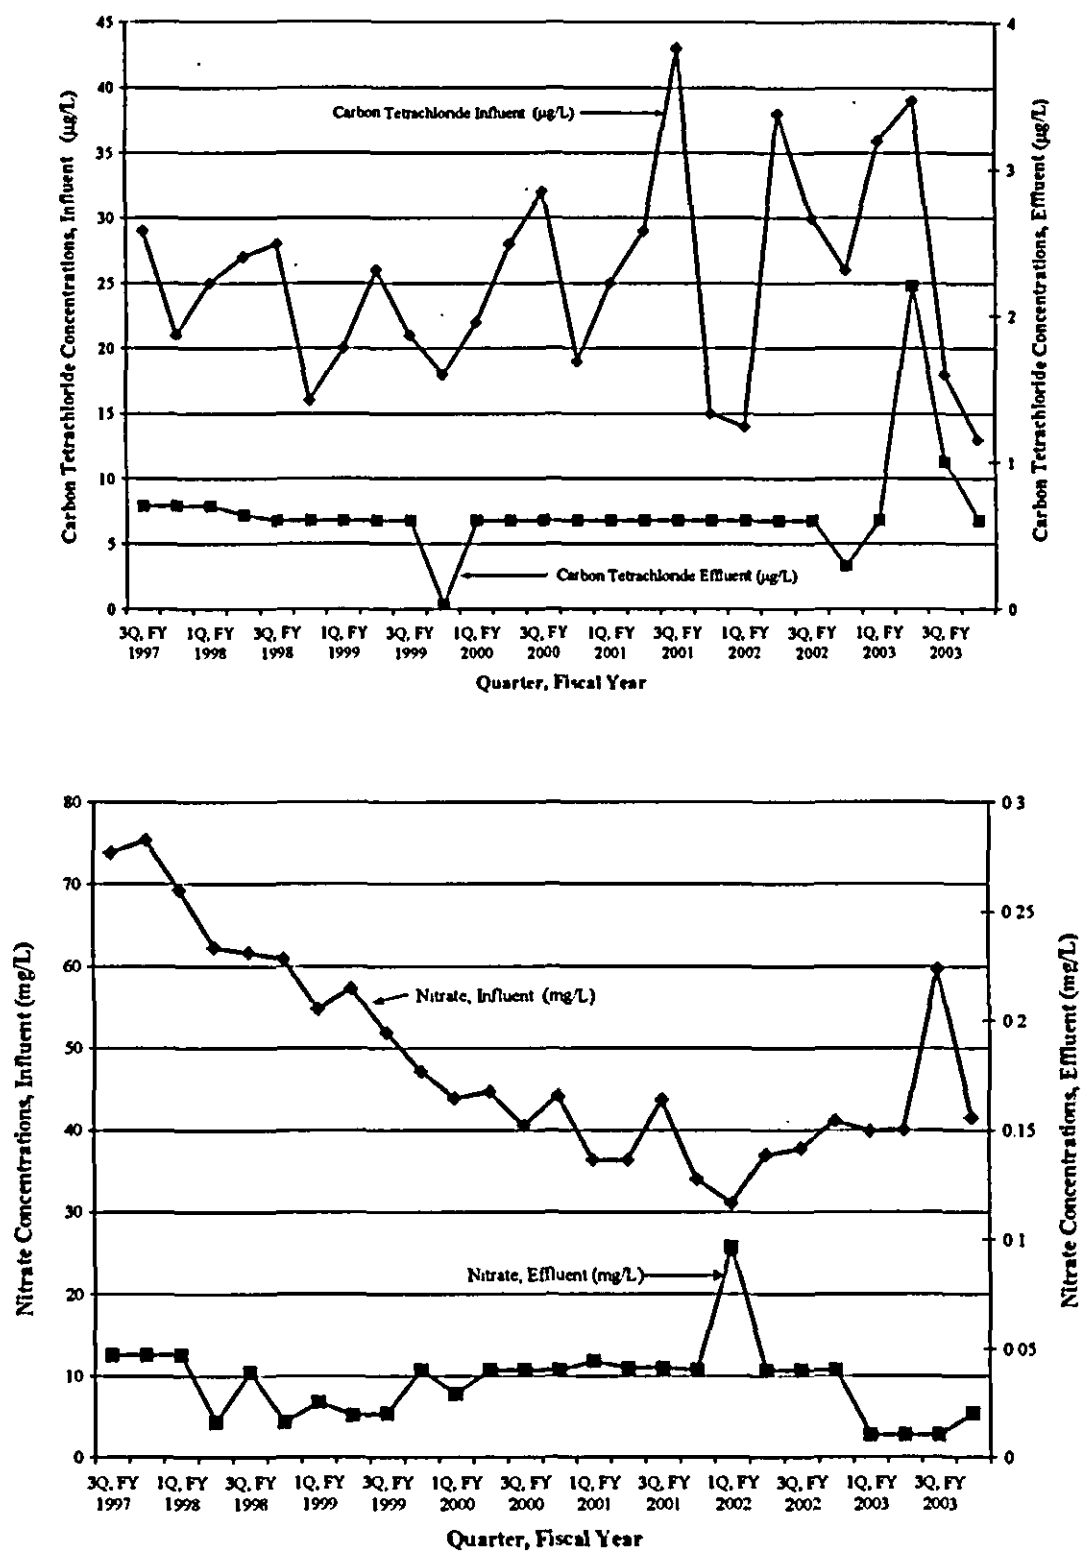 45
40
35
30
25
20
15
10
5
0
4
3
2
1
0
Carbon Tetrachloride Concentrations, Influent (µg/L)
Carbon Tetrachloride Concentrations, Effluent (µg/L)
Carbon Tetrachloride Influent (µg/L)
Carbon Tetrachloride Effluent (µg/L)
3Q, FY 1Q, FY 3Q, FY 1Q, FY 3Q, FY 1Q, FY 3Q, FY 1Q, FY 3Q, FY 1Q, FY 3Q, FY 1Q, FY 3Q, FY
1997 1998 1998 1999 1999 2000 2000 2001 2001 2002 2002 2003 2003
Quarter, Fiscal Year
80
70
60
50
40
30
20
10
0
0 3
0 25
0 2
0 15
0 1
0 05
0
Nitrate Concentrations, Influent (mg/L)
Nitrate Concentrations, Effluent (mg/L)
Nitrate, Influent (mg/L)
Nitrate, Effluent (mg/L)
3Q, FY 1Q, FY 3Q, FY 1Q, FY 3Q, FY 1Q, FY 3Q, FY 1Q, FY 3Q, FY 1Q, FY 3Q, FY 1Q, FY 3Q, FY
1997 1998 1998 1999 1999 2000 2000 2001 2001 2002 2002 2003 2003
Quarter, Fiscal Year